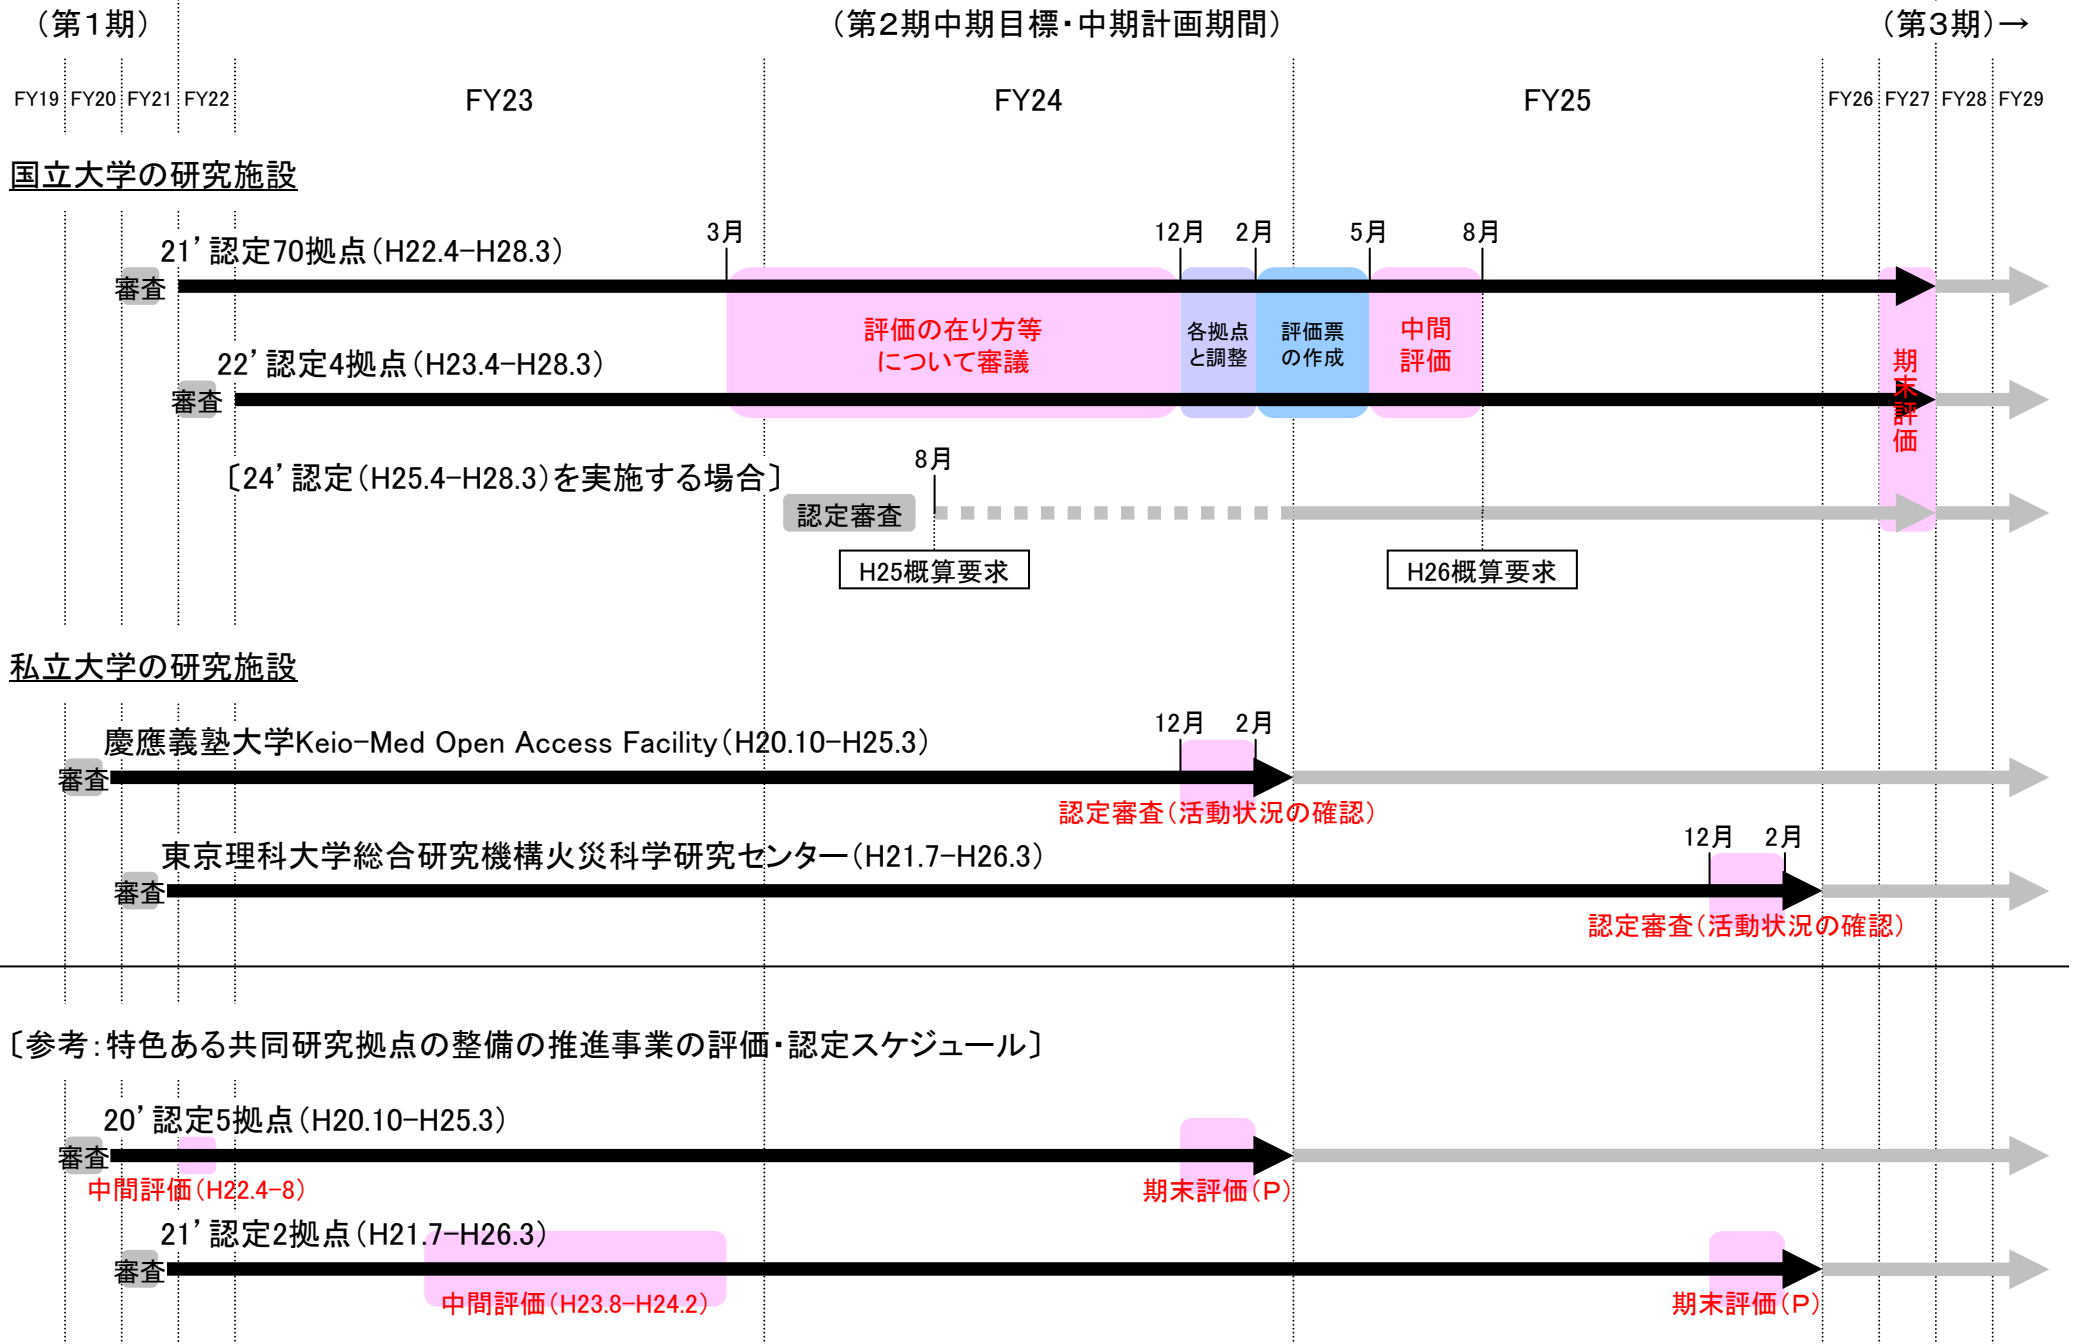 （第１期）
（第２期中期目標・中期計画期間）
（第３期）→
FY19
FY20
FY21
FY22
FY23
FY24
FY25
FY26
FY27
FY28
FY29
国立大学の研究施設
21’認定70拠点（H22.4-H28.3）
3月
12月
2月
5月
8月
審査
評価の在り方等
について審議
各拠点
と調整
評価票
の作成
中間
評価
期末評価
22’認定4拠点（H23.4-H28.3）
審査
〔24’認定（H25.4-H28.3）を実施する場合〕
8月
認定審査
H25概算要求
H26概算要求
私立大学の研究施設
慶應義塾大学Keio-Med Open Access Facility（H20.10-H25.3）
12月
2月
審査
認定審査（活動状況の確認）
東京理科大学総合研究機構火災科学研究センター（H21.7-H26.3）
12月
2月
審査
認定審査（活動状況の確認）
〔参考：特色ある共同研究拠点の整備の推進事業の評価・認定スケジュール〕
20’認定5拠点（H20.10-H25.3）
審査
中間評価（H22.4-8）
期末評価（Ｐ）
21’認定2拠点（H21.7-H26.3）
審査
中間評価（H23.8-H24.2）
期末評価（Ｐ）